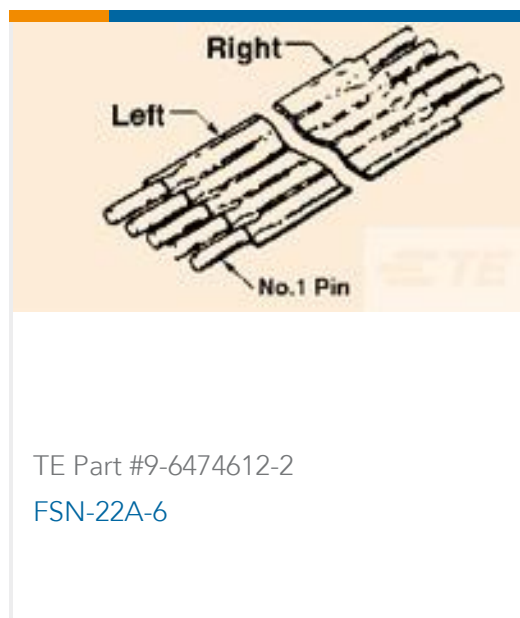 Right
Left
No.1 Pin
TE
TE Part #9-6474612-2
FSN-22A-6